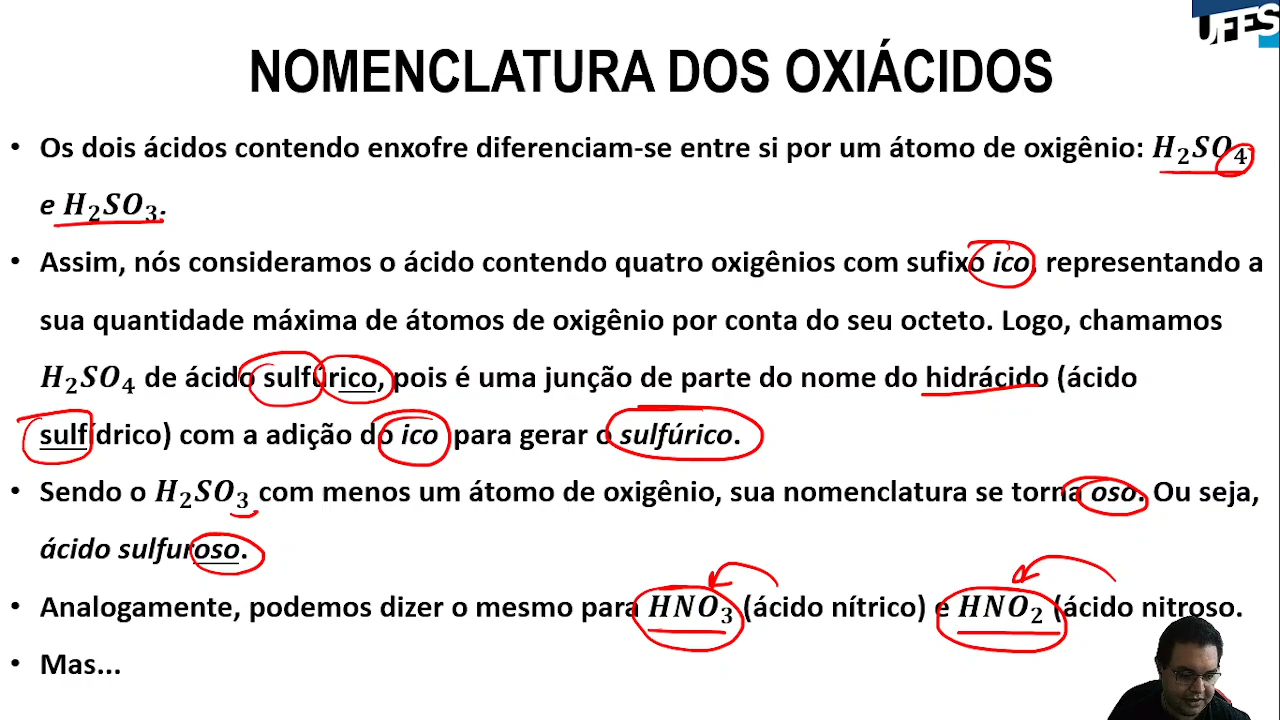 UFES
NOMENCLATURA DOS OXIÁCIDOS
• Os dois ácidos contendo enxofre diferenciam-se entre si por um átomo de oxigênio: H₂SO₄
e H₂SO₃.
• Assim, nós consideramos o ácido contendo quatro oxigênios com sufixo ico, representando a
sua quantidade máxima de átomos de oxigênio por conta do seu octeto. Logo, chamamos
H₂SO₄ de ácido sulfúrico, pois é uma junção de parte do nome do hidrácido (ácido
sulfídrico) com a adição do ico para gerar o sulfúrico.
• Sendo o H₂SO₃ com menos um átomo de oxigênio, sua nomenclatura se torna oso. Ou seja,
ácido sulfuroso.
• Analogamente, podemos dizer o mesmo para HNO₃ (ácido nítrico) e HNO₂ (ácido nitroso.
• Mas...